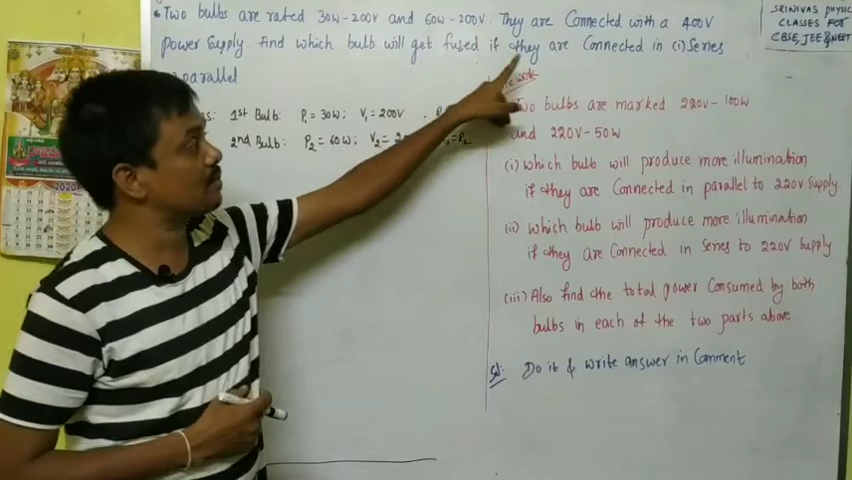 * Two bulbs are rated 30W-200V and 60W-200V. They are Connected with a 400V
power Supply. And which bulb will get fused if they are Connected in (i) Series
parallel
SRINIVAS PHYSIC
CLASSES FOR
CBSE, JEE & NEET
1st Bulb: P₁ = 30W; V₁ = 200V
2nd Bulb: P₂ = 60W; V₂ = 2
Two bulbs are marked 220V-100W
and 220V-50W
(i) which bulb will produce more illumination
if they are Connected in parallel to 220V Supply.
(ii) which bulb will produce more illumination
if they are Connected in Series to 220V Supply
(iii) Also find the total power Consumed by both
bulbs in each of the two parts above
Sol: Do it & write answer in Comment
2020